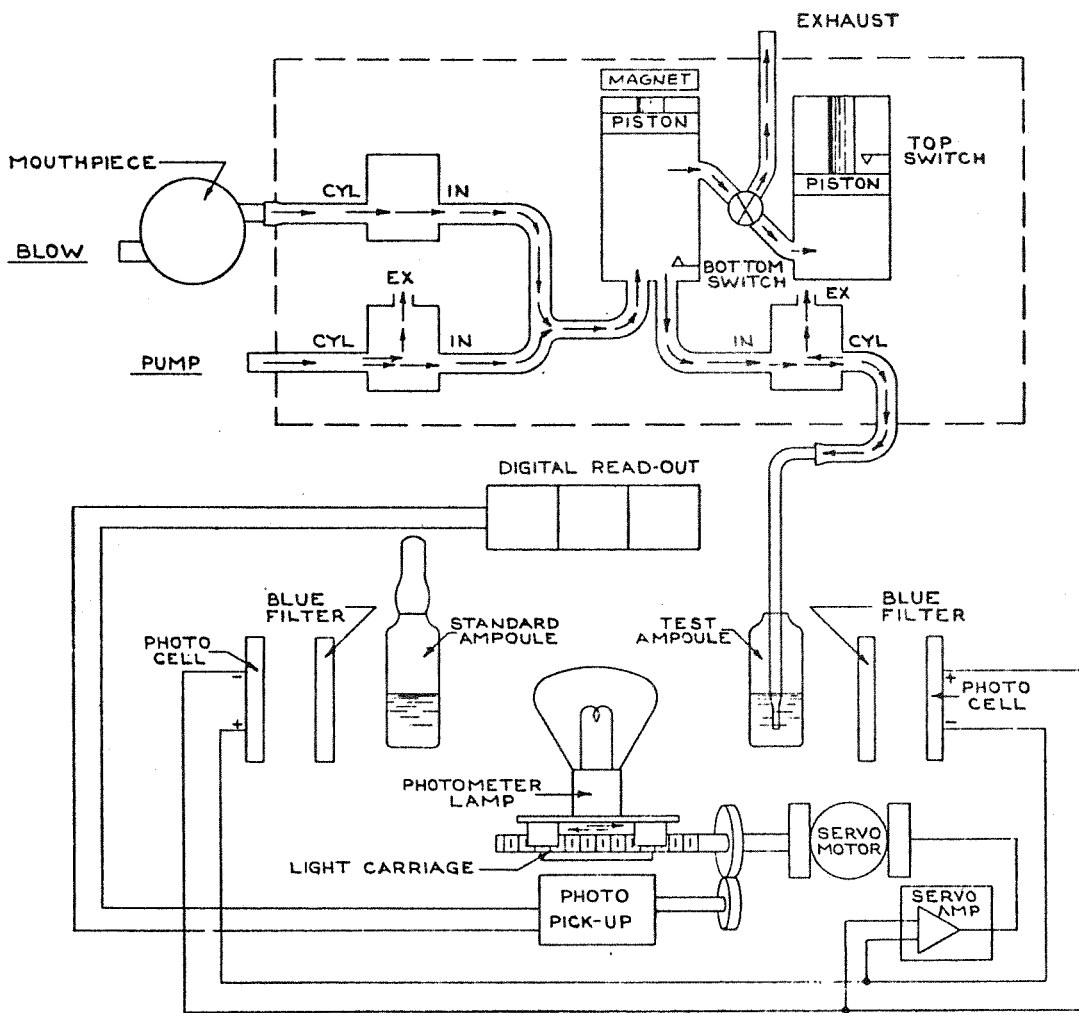 EXHAUST
MAGNET
PISTON
TOP
SWITCH
PISTON
MOUTHPIECE
CYL
IN
BLOW
BOTTOM
SWITCH
EX
EX
CYL
IN
IN
CYL
PUMP
DIGITAL READ-OUT
BLUE
FILTER
STANDARD
AMPOULE
TEST
AMPOULE
BLUE
FILTER
PHOTO
CELL
-
+
+
-
PHOTO
CELL
PHOTOMETER
LAMP
LIGHT CARRIAGE
SERVO
MOTOR
PHOTO
PICK-UP
SERVO
AMP